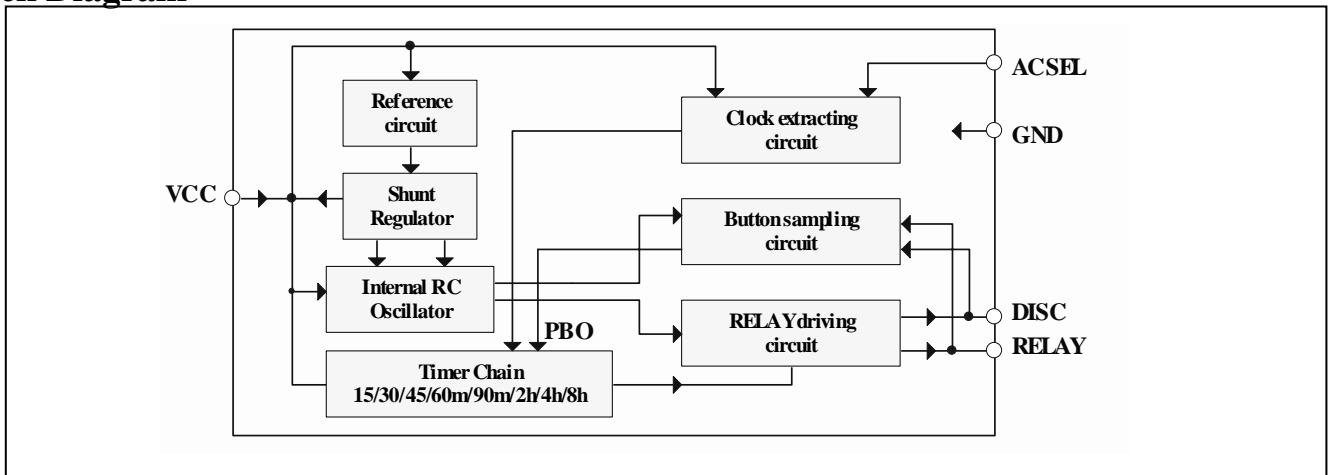 Diagram
ACSEL
Reference
circuit
Clock extracting
circuit
GND
VCC
Shunt
Regulator
Button sampling
circuit
Internal RC
Oscillator
PBO
RELAY driving
circuit
DISC
RELAY
Timer Chain
15/30/45/60m/90m/2h/4h/8h